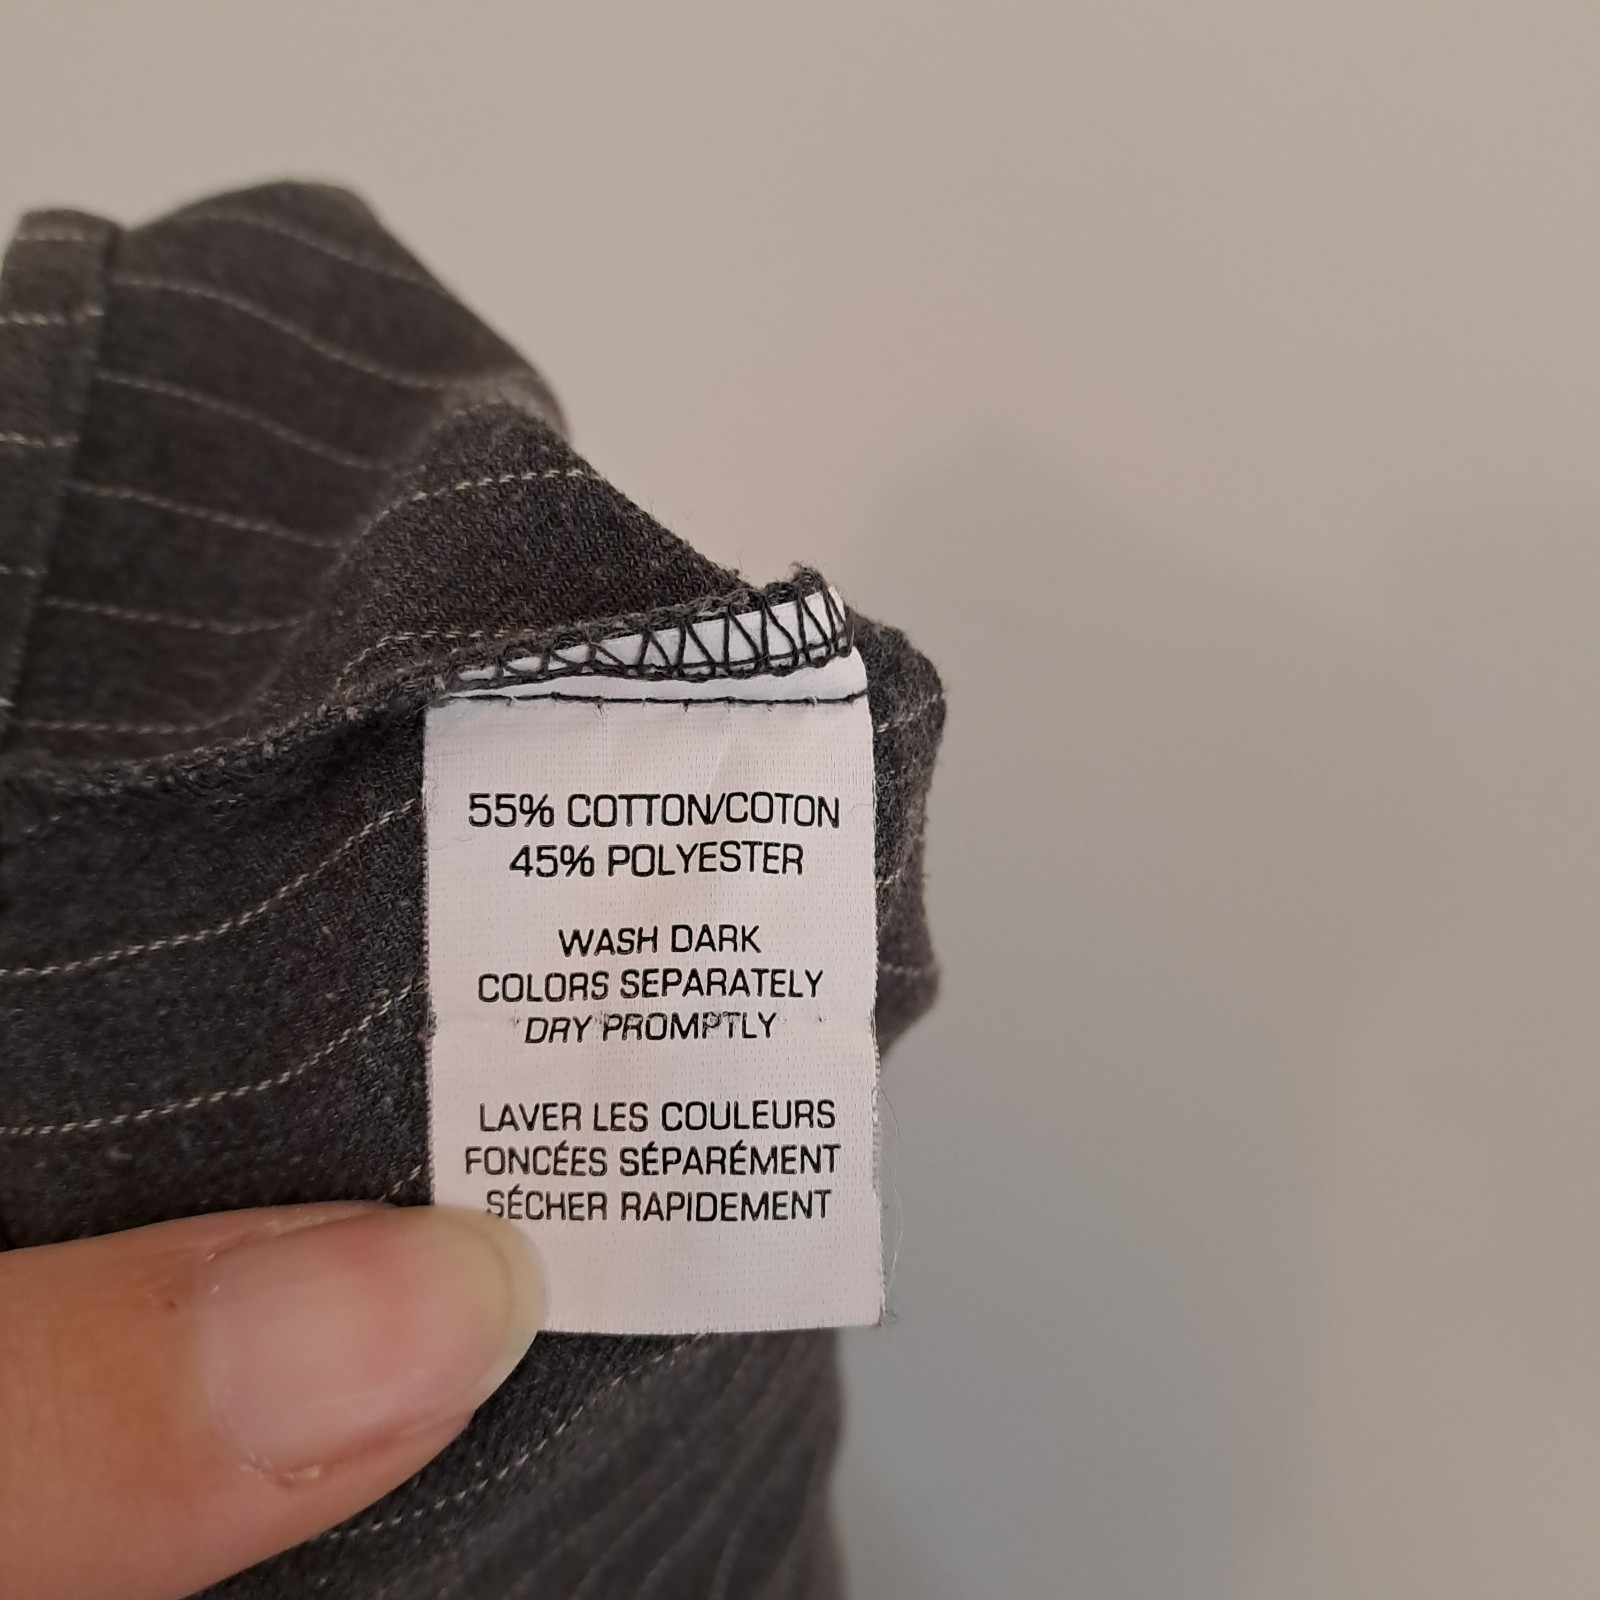 55% COTTON/COTON
45% POLYESTER
WASH DARK
COLORS SEPARATELY
DRY PROMPTLY
LAVER LES COULEURS
FONCÉES SÉPARÉMENT
SÉCHER RAPIDEMENT